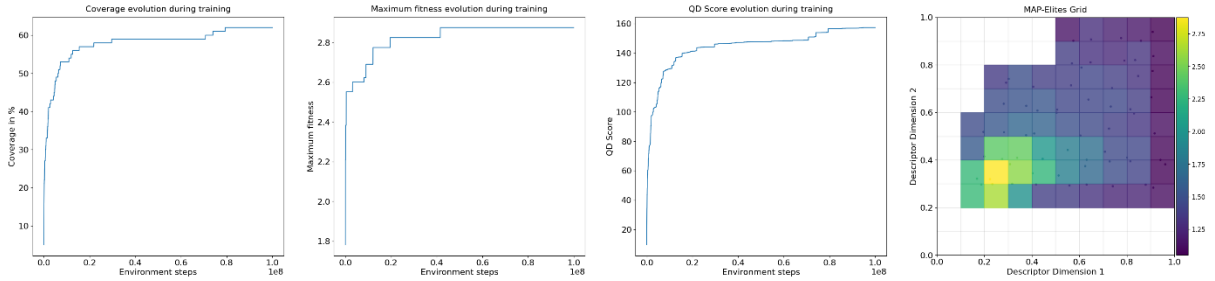 Coverage evolution during training
60
50
40
30
20
10
Coverage in %
0.0 0.2 0.4 0.6 0.8 1.0
1e8
Environment steps
Maximum fitness evolution during training
2.8
2.6
2.4
2.2
2.0
1.8
Maximum fitness
0.0 0.2 0.4 0.6 0.8 1.0
1e8
Environment steps
QD Score evolution during training
160
140
120
100
80
60
40
20
QD Score
0.0 0.2 0.4 0.6 0.8 1.0
1e8
Environment steps
MAP-Elites Grid
1.0
0.8
0.6
0.4
0.2
0.0
Descriptor Dimension 2
0.0 0.2 0.4 0.6 0.8 1.0
Descriptor Dimension 1
2.75
2.50
2.25
2.00
1.75
1.50
1.25